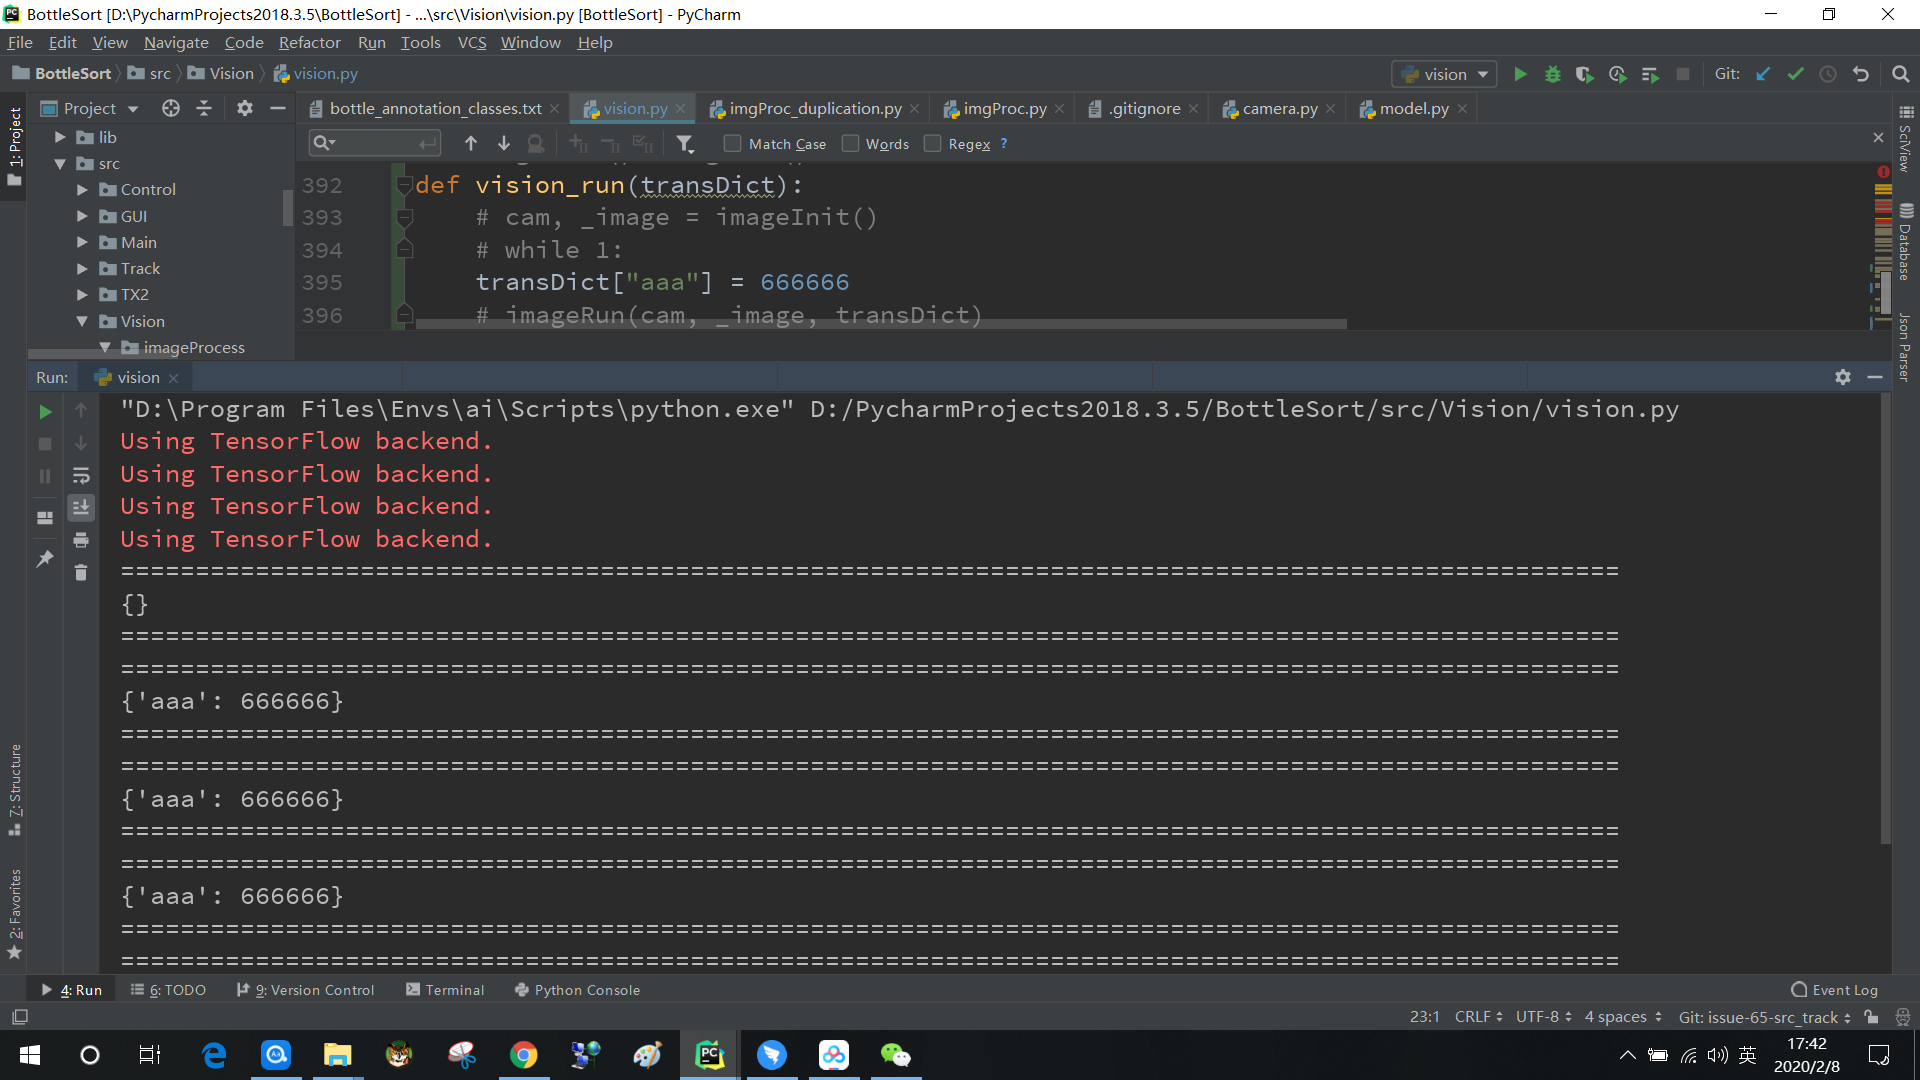 BottleSort [D:\PycharmProjects2018.3.5\BottleSort] - ...\src\Vision\vision.py [BottleSort] - PyCharm
File Edit View Navigate Code Refactor Run Tools VCS Window Help
BottleSort src Vision vision.py vision Git:
1: Project
Project
bottle_annotation_classes.txt vision.py imgProc_duplication.py imgProc.py .gitignore camera.py model.py
Match Case Words Regex ?
lib
src
Control
GUI
Main
Track
TX2
Vision
imageProcess
392 def vision_run(transDict):
393 # cam, _image = imageInit()
394 # while 1:
395 transDict["aaa"] = 666666
396 # imageRun(cam, _image, transDict)
SciView
Database
Json Parser
Run: vision
"D:\Program Files\Envs\ai\Scripts\python.exe" D:/PycharmProjects2018.3.5/BottleSort/src/Vision/vision.py
Using TensorFlow backend.
Using TensorFlow backend.
Using TensorFlow backend.
Using TensorFlow backend.
====================================================================================================
{}
====================================================================================================
====================================================================================================
{'aaa': 666666}
====================================================================================================
====================================================================================================
{'aaa': 666666}
====================================================================================================
====================================================================================================
{'aaa': 666666}
====================================================================================================
====================================================================================================
7: Structure
2: Favorites
4: Run 6: TODO 9: Version Control Terminal Python Console Event Log
23:1 CRLF UTF-8 4 spaces Git: issue-65-src_track
英
17:42
2020/2/8